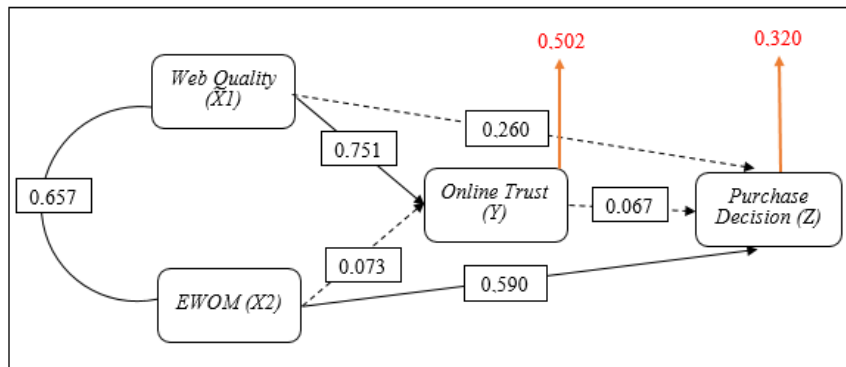 0,502
0,320
Web Quality
(X1)
0,260
0.751
0.657
Online Trust
(Y)
0.067
Purchase
Decision (Z)
0.073
EWOM (X2)
0,590